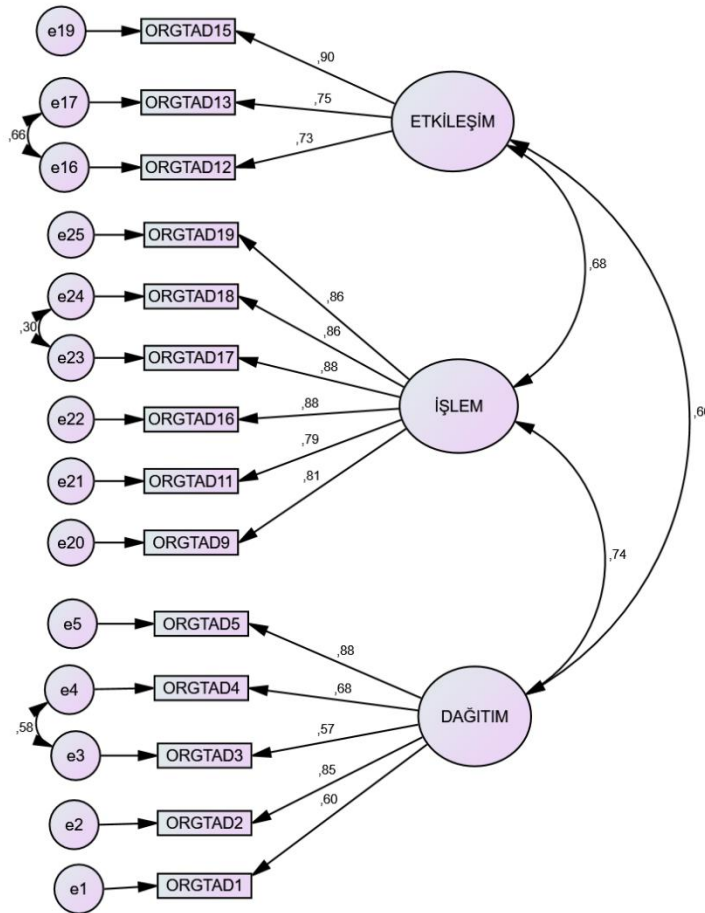 e19
ORGTAD15
,90
e17
ORGTAD13
,75
ETKİLEŞİM
,66
e16
ORGTAD12
,73
e25
ORGTAD19
,68
,86
e24
ORGTAD18
,86
,30
e23
ORGTAD17
,88
İŞLEM
e22
ORGTAD16
,88
e21
ORGTAD11
,79
e20
ORGTAD9
,81
,74
e5
ORGTAD5
,88
e4
ORGTAD4
,68
DAĞITIM
,58
e3
ORGTAD3
,57
e2
ORGTAD2
,85
,60
e1
ORGTAD1